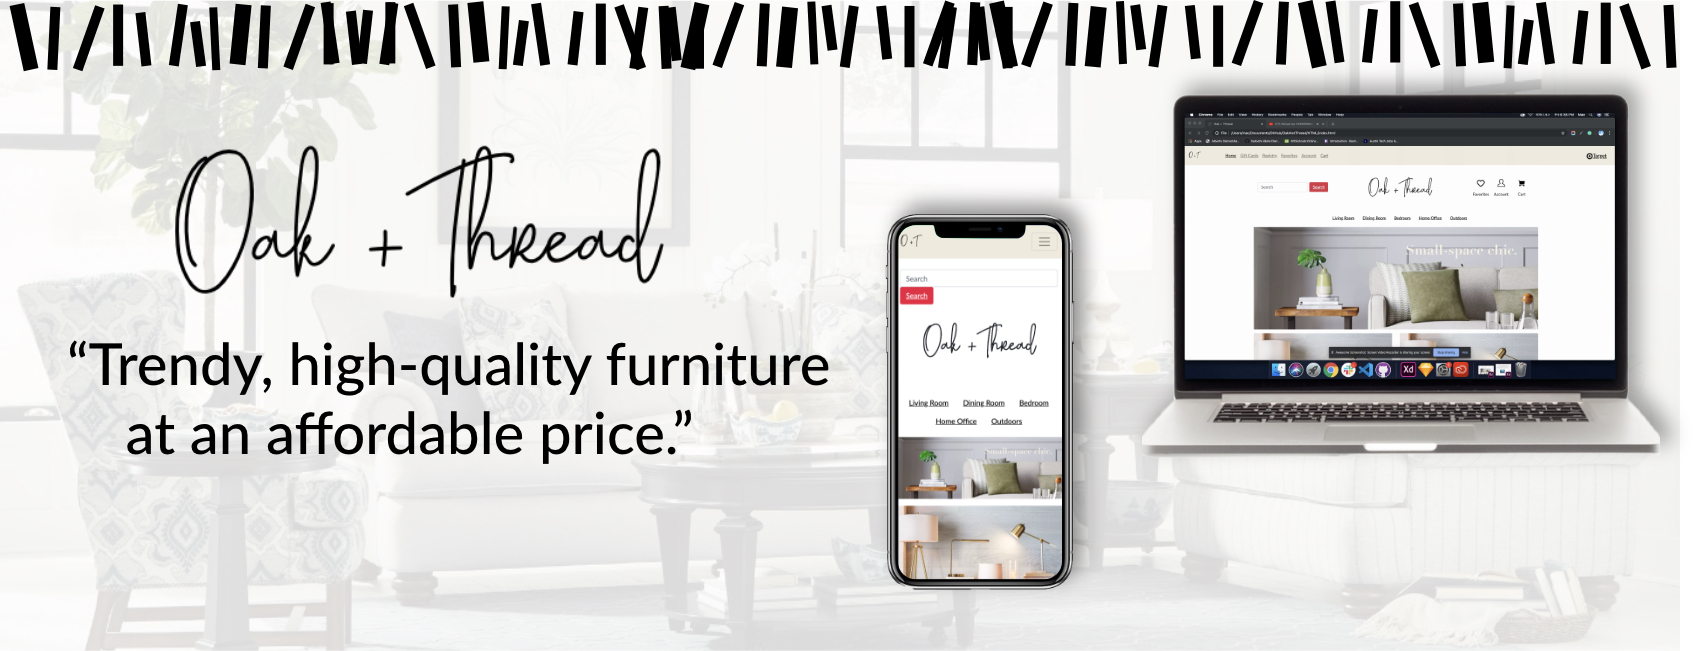 Oak + Thread
“Trendy, high-quality furniture
at an affordable price.”
O+T
Search
Search
Oak + Thread
Living Room Dining Room Bedroom
Home Office Outdoors
Small-space chic.
O+T Home Gift Cards Registry Favorites Account Cart
Search Search
Oak + Thread
Favorites Account Cart
Living Room Dining Room Bedroom Home Office Outdoors
Small-space chic.
Xd